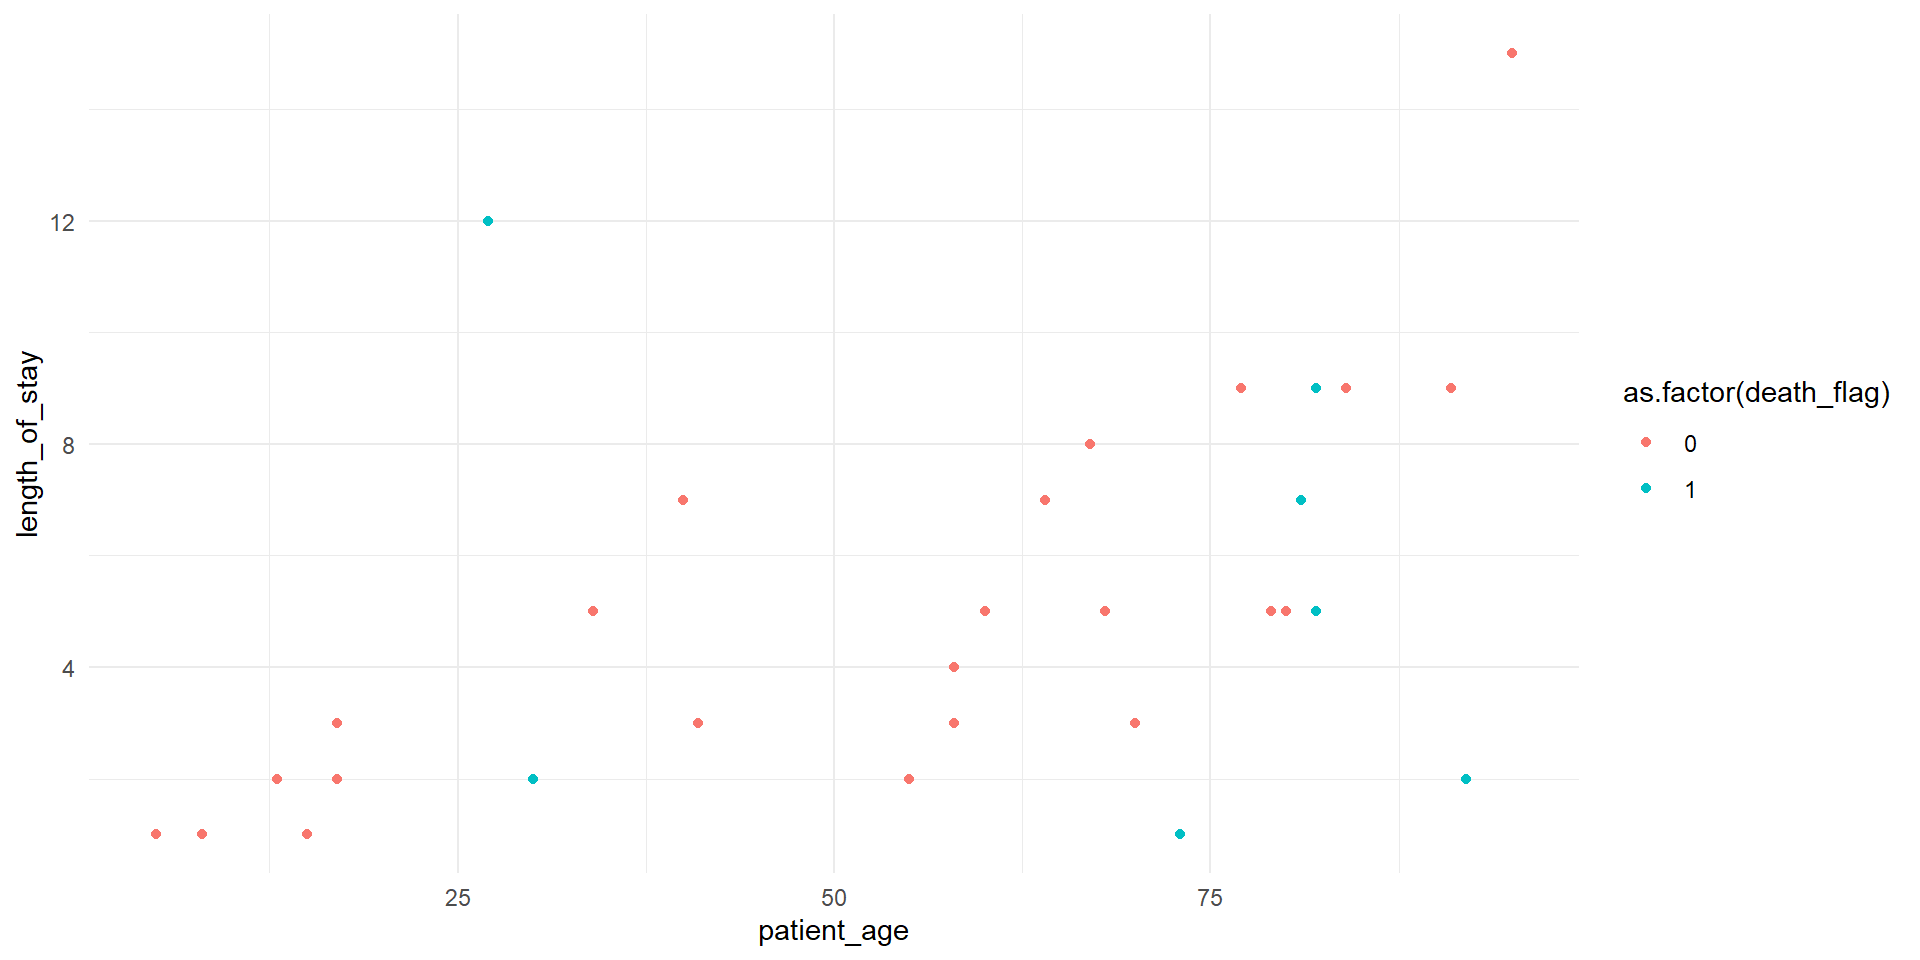 12
8
4
length_of_stay
25 50 75
patient_age
as.factor(death_flag)
0
1